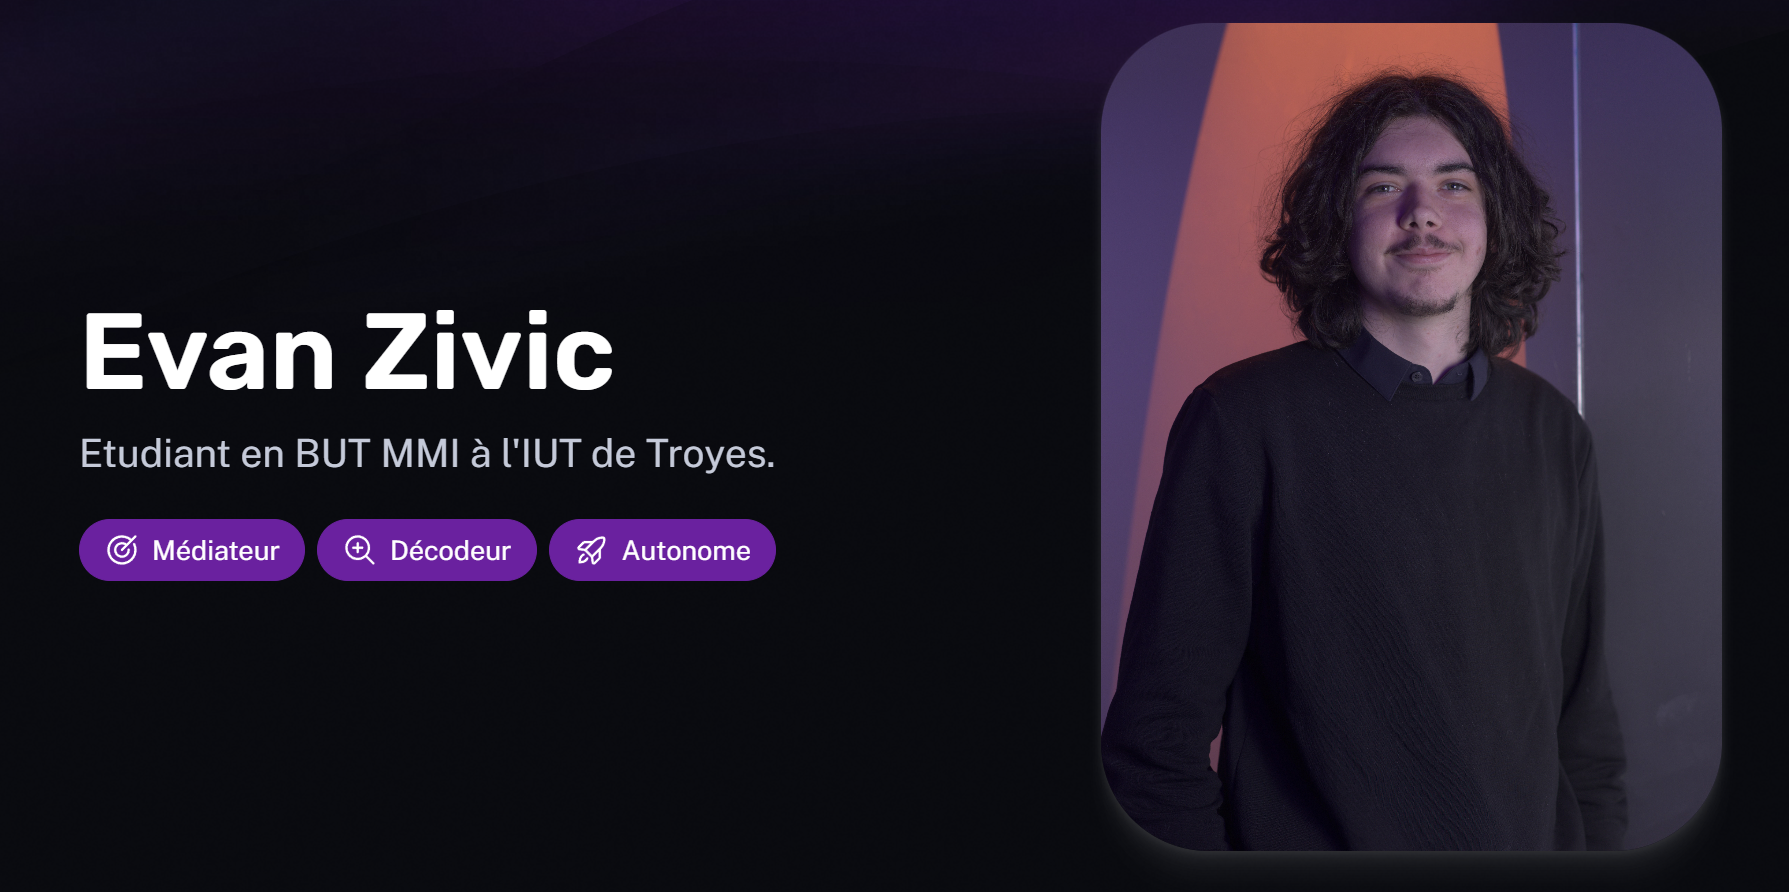 Evan Zivic
Etudiant en BUT MMI à l'IUT de Troyes.
Médiateur
Décodeur
Autonome